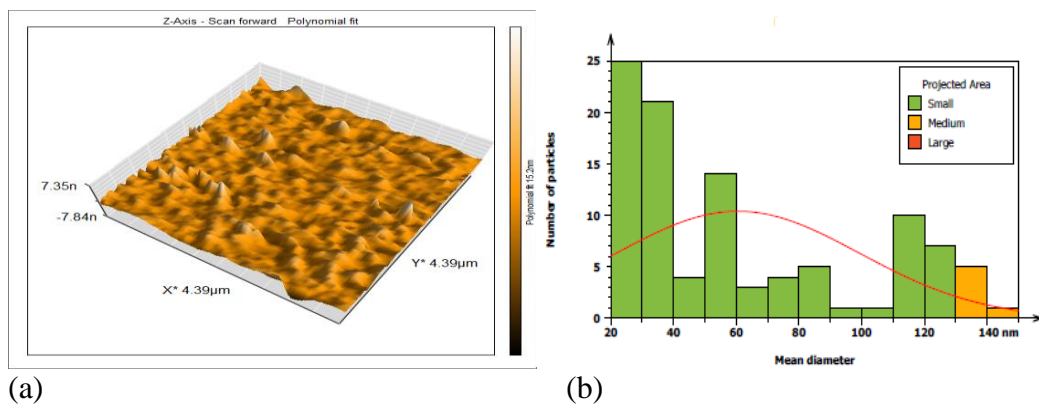 Z-Axis - Scan forward Polynomial fit
7.35n
-7.84n
X* 4.39µm
Y* 4.39µm
Polynomial fit 15.2nm
(a)
Number of particles
25
20
15
10
5
0
20 40 60 80 100 120 140 nm
Mean diameter
Projected Area
Small
Medium
Large
(b)